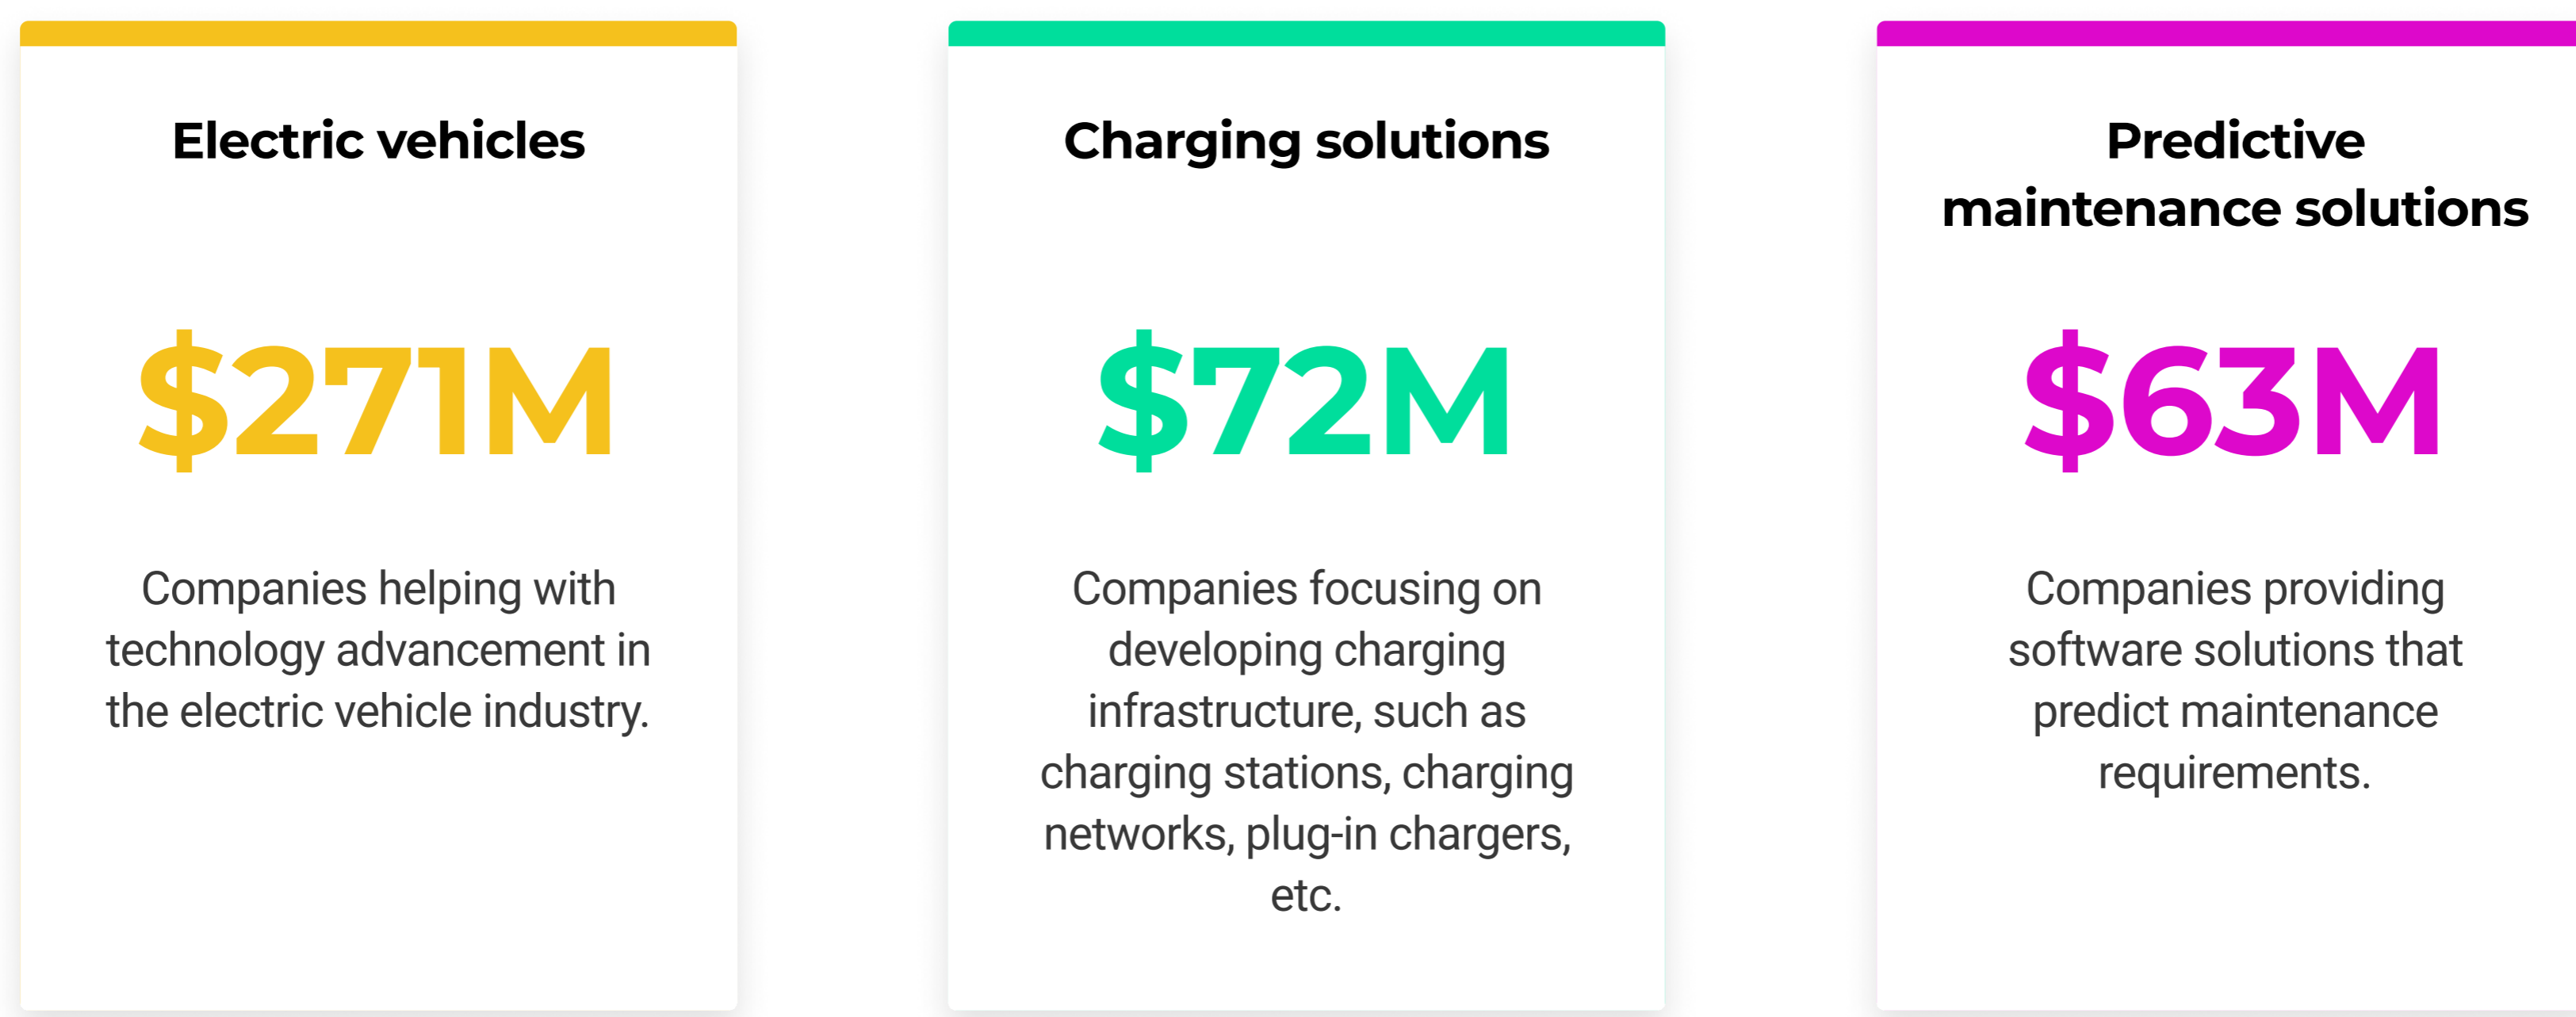 Electric vehicles
$271M
Companies helping with
technology advancement in
the electric vehicle industry.
Charging solutions
$72M
Companies focusing on
developing charging
infrastructure, such as
charging stations, charging
networks, plug-in chargers,
etc.
Predictive
maintenance solutions
$63M
Companies providing
software solutions that
predict maintenance
requirements.